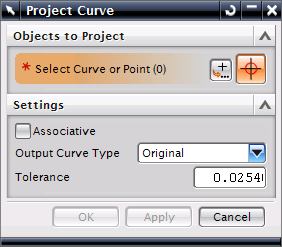 Project Curve
Objects to Project
* Select Curve or Point (0)
Settings
Associative
Output Curve Type Original
Tolerance 0.0254
OK Apply Cancel